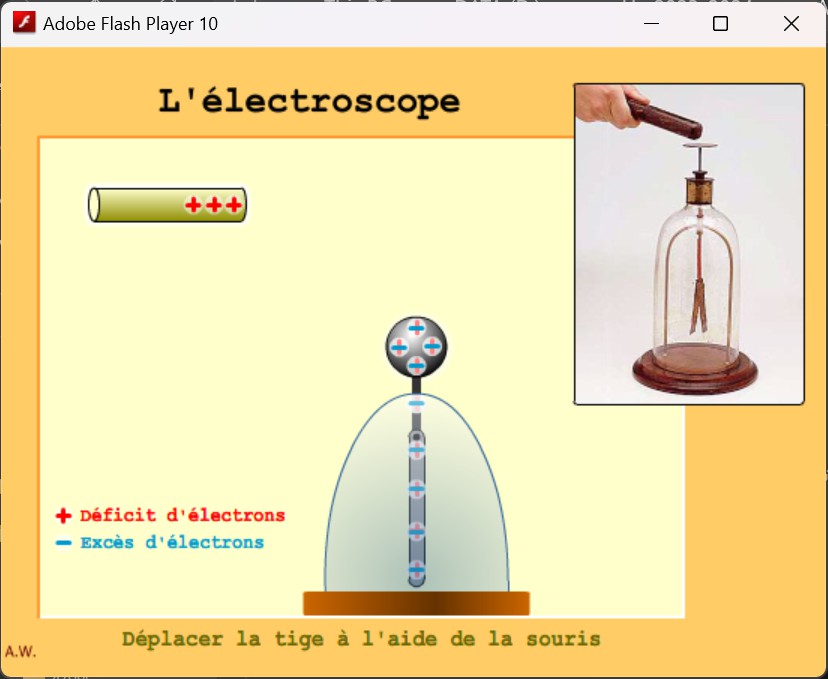 Adobe Flash Player 10
L'électroscope
+ Déficit d'électrons
− Excès d'électrons
Déplacer la tige à l'aide de la souris
A.W.